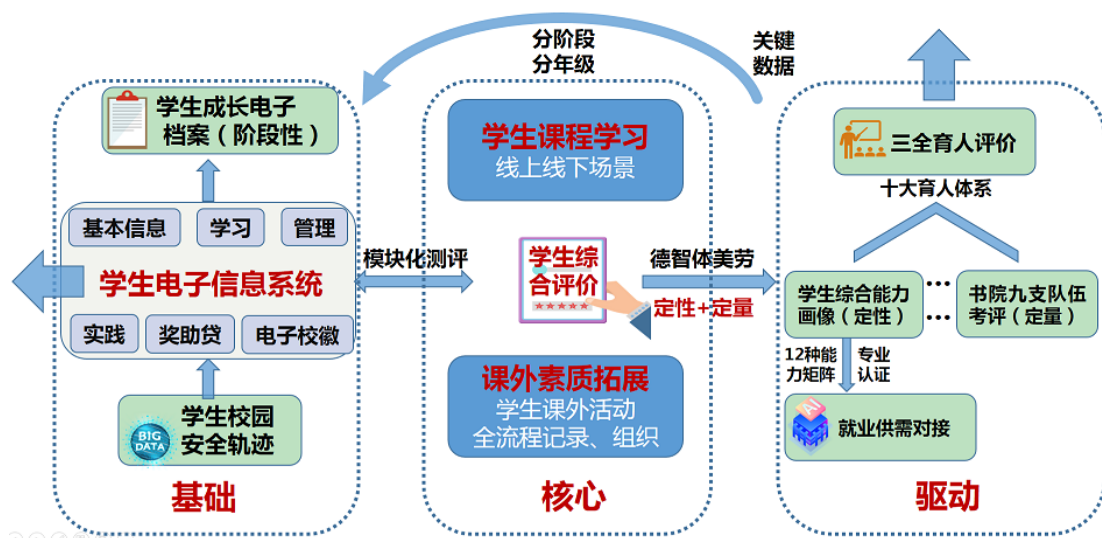 分阶段
分年级
关键
数据
学生成长电子
档案（阶段性）
基本信息
学习
管理
学生电子信息系统
实践
奖助贷
电子校徽
BIG
DATA
学生校园
安全轨迹
基础
模块化测评
学生课程学习
线上线下场景
学生综
合评价
课外素质拓展
学生课外活动
全流程记录、组织
核心
德智体美劳
定性+定量
三全育人评价
十大育人体系
学生综合能力
画像（定性）
书院九支队伍
考评（定量）
12种能
力矩阵
专业
认证
AI
就业供需对接
驱动